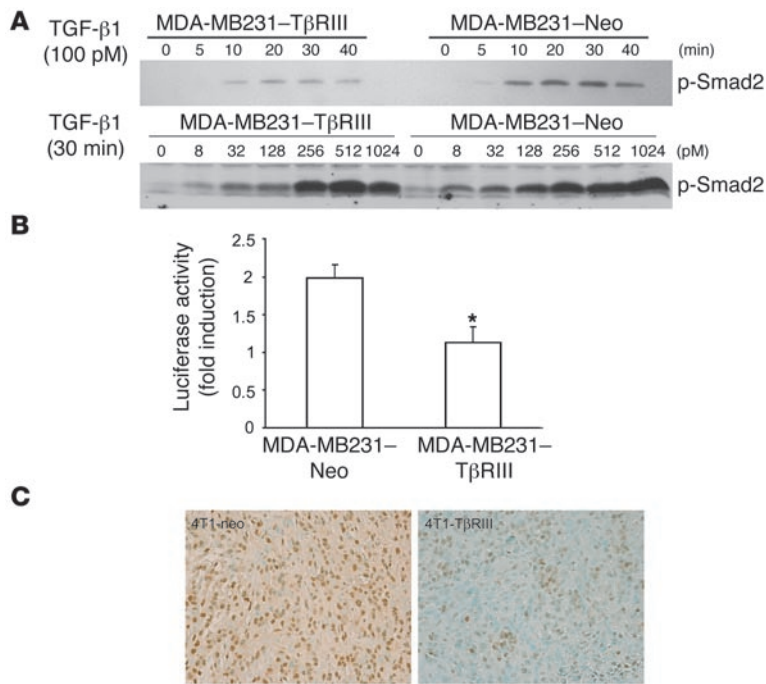 A
TGF-β1
(100 pM)
MDA-MB231–TβRIII
MDA-MB231–Neo
0 5 10 20 30 40
0 5 10 20 30 40
(min)
p-Smad2
TGF-β1
(30 min)
MDA-MB231–TβRIII
MDA-MB231–Neo
0 8 32 128 256 512 1024
0 8 32 128 256 512 1024
(pM)
p-Smad2
B
Luciferase activity
(fold induction)
2.5
2
1.5
1
0.5
0
*
MDA-MB231–
Neo
MDA-MB231–
TβRIII
C
4T1-neo
4T1-TβRIII